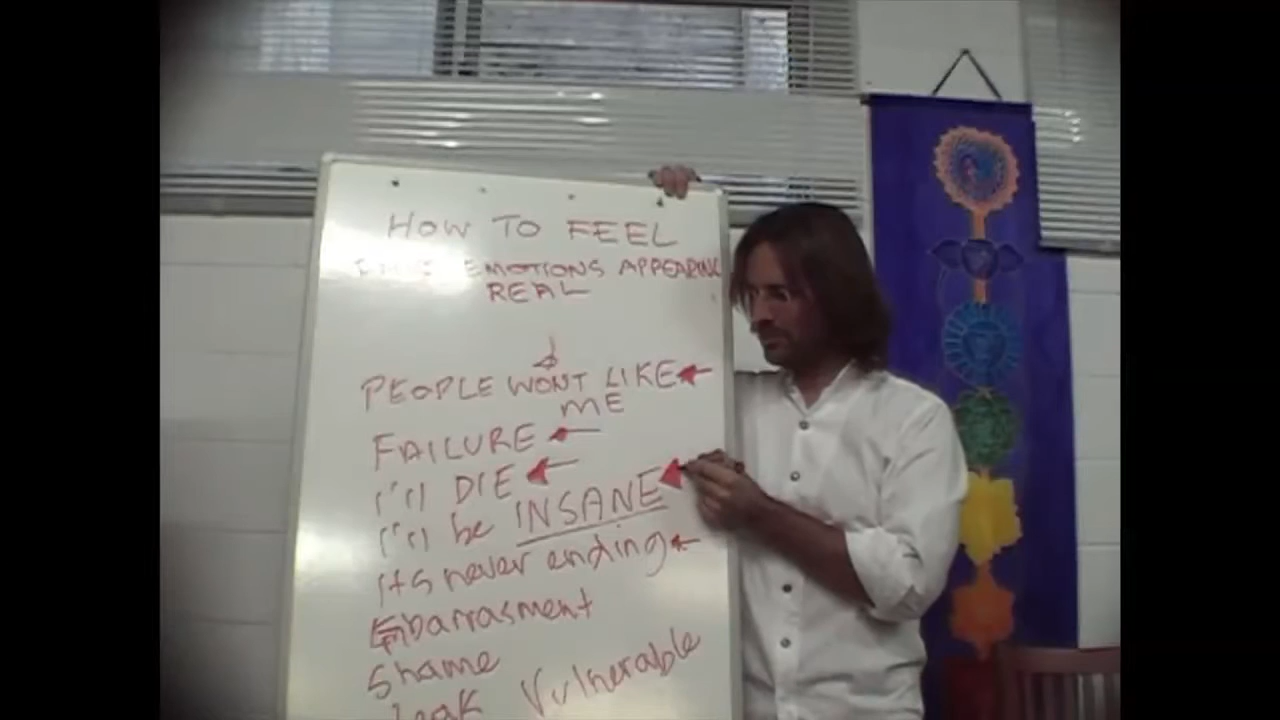 HOW TO FEEL
EMOTIONS APPEARING
REAL
PEOPLE WONT LIKE
ME
FAILURE
I'll DIE
I'll be INSANE
Its never ending
Embarrasment
Shame
Vulnerable